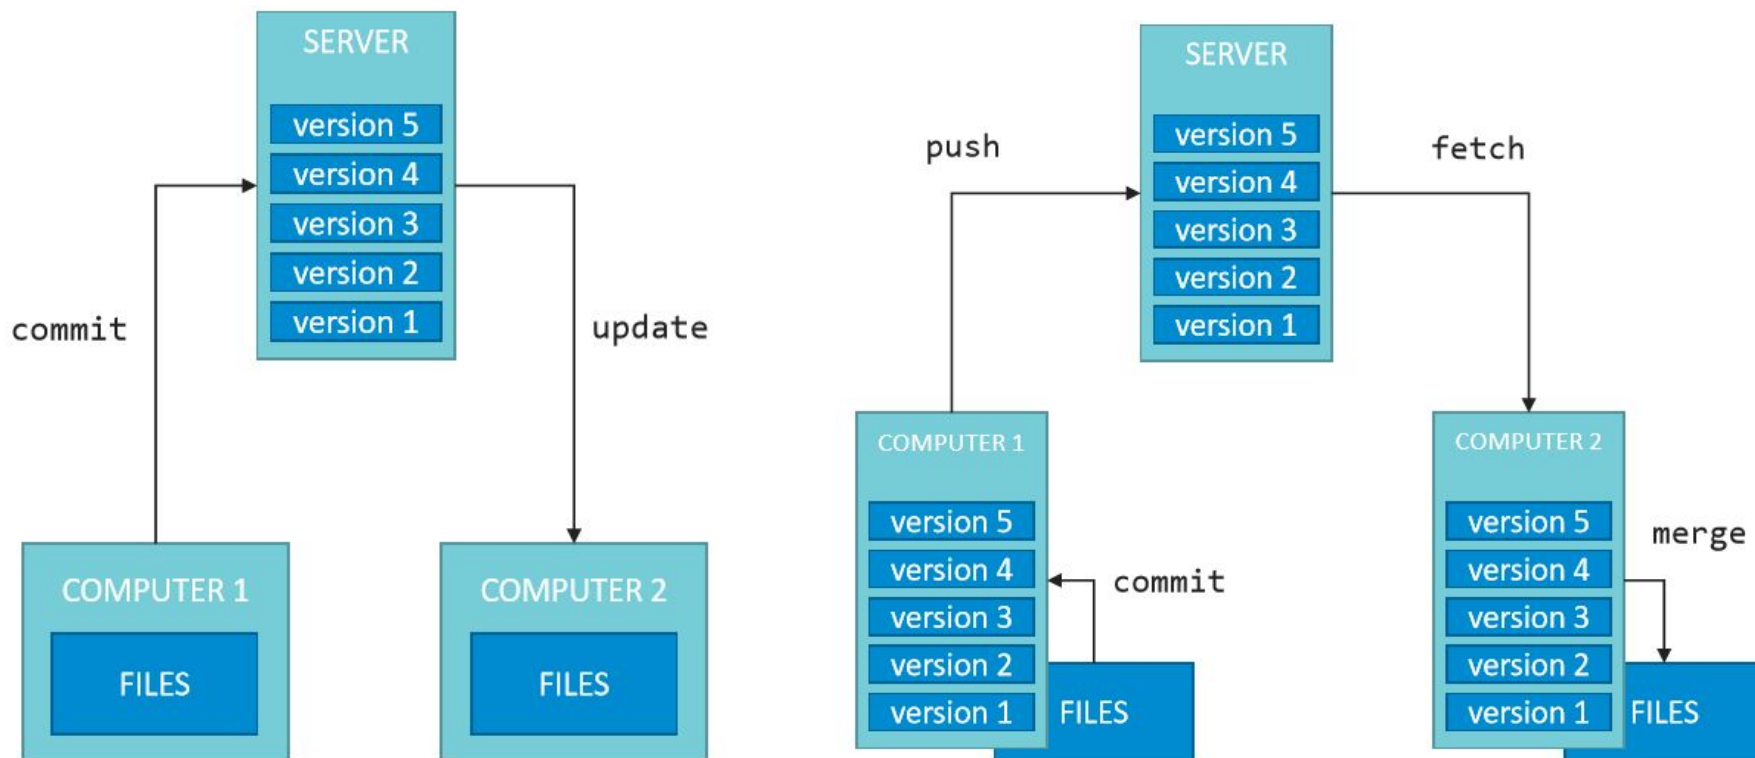 SERVER
version 5
version 4
version 3
version 2
version 1
commit
update
COMPUTER 1
FILES
COMPUTER 2
FILES
SERVER
version 5
version 4
version 3
version 2
version 1
push
fetch
COMPUTER 1
version 5
version 4
version 3
version 2
version 1
commit
FILES
COMPUTER 2
version 5
version 4
version 3
version 2
version 1
merge
FILES